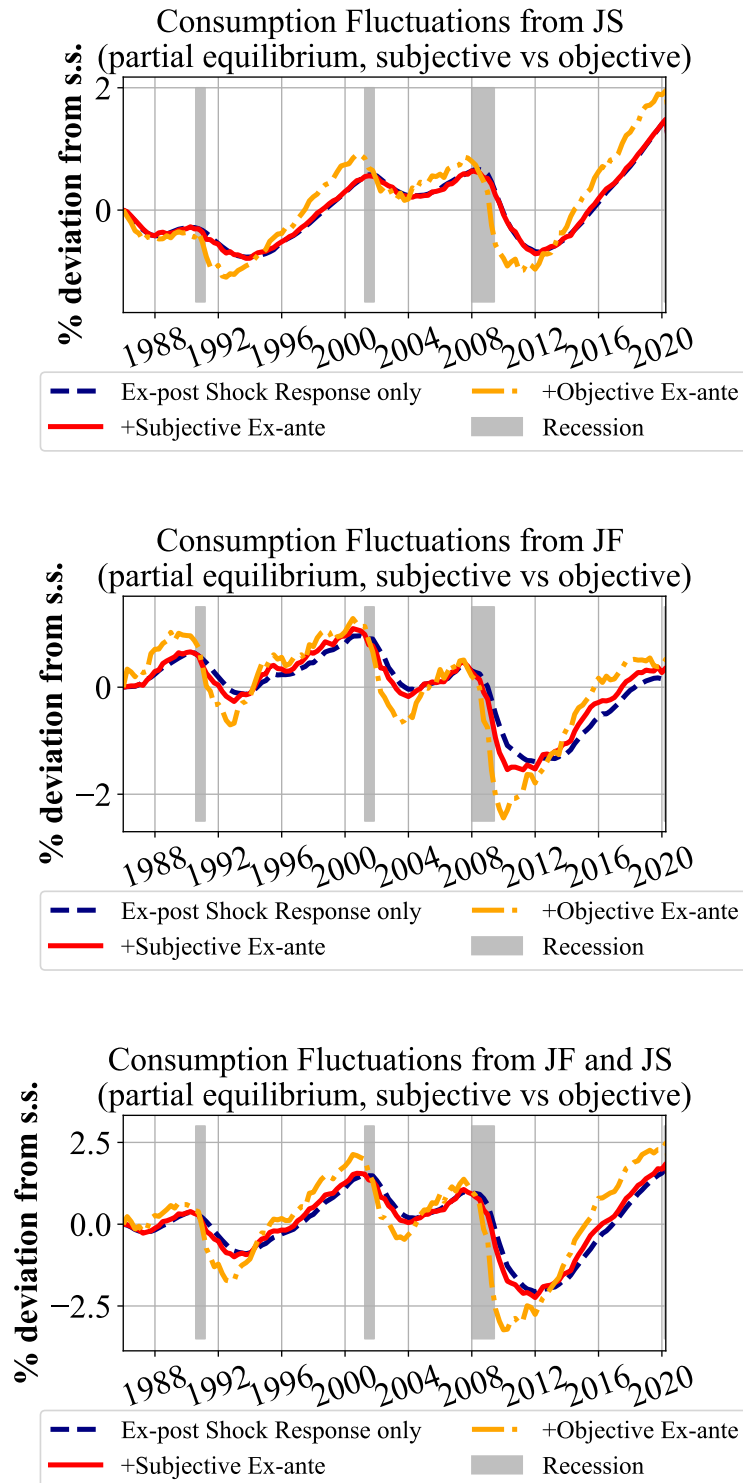 Consumption Fluctuations from JS
(partial equilibrium, subjective vs objective)
% deviation from s.s.
2
0
1988 1992 1996 2000 2004 2008 2012 2016 2020
Ex-post Shock Response only
+Objective Ex-ante
+Subjective Ex-ante
Recession
Consumption Fluctuations from JF
(partial equilibrium, subjective vs objective)
% deviation from s.s.
0
−2
1988 1992 1996 2000 2004 2008 2012 2016 2020
Ex-post Shock Response only
+Objective Ex-ante
+Subjective Ex-ante
Recession
Consumption Fluctuations from JF and JS
(partial equilibrium, subjective vs objective)
% deviation from s.s.
2.5
0.0
−2.5
1988 1992 1996 2000 2004 2008 2012 2016 2020
Ex-post Shock Response only
+Objective Ex-ante
+Subjective Ex-ante
Recession